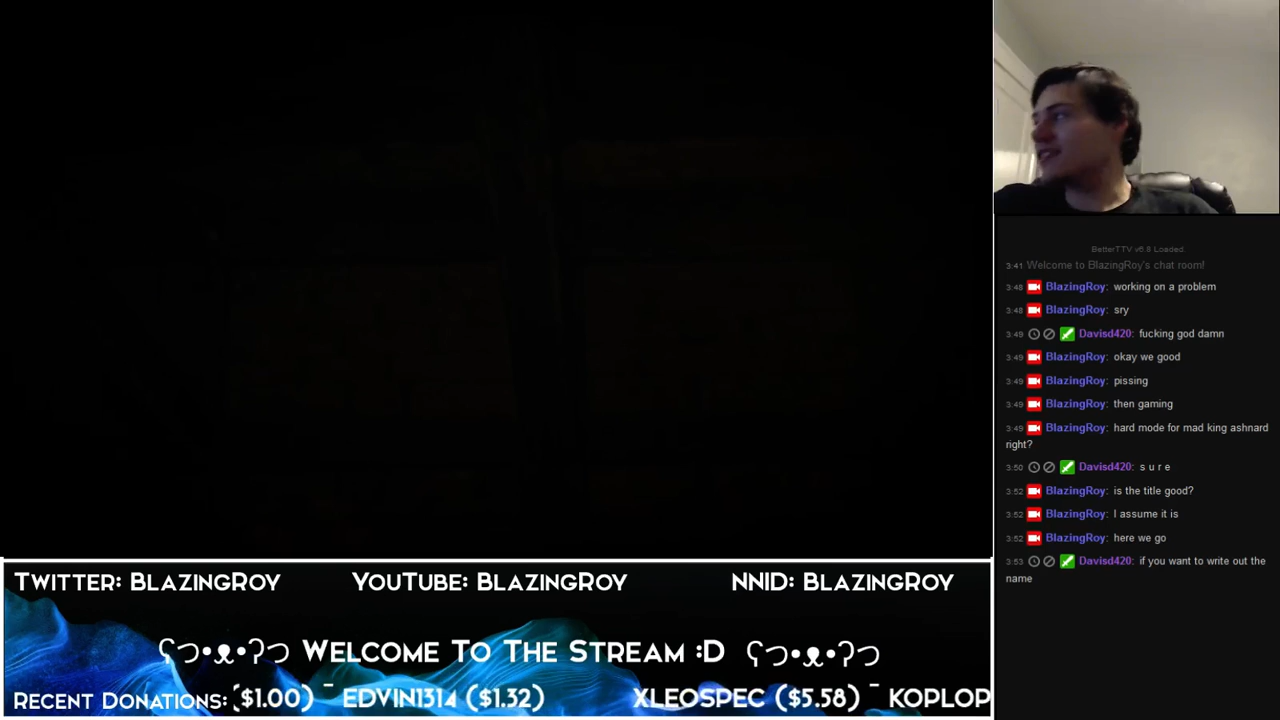 BetterTTV v6.8 Loaded.
3:41 Welcome to BlazingRoy's chat room!
3:48 BlazingRoy: working on a problem
3:48 BlazingRoy: sry
3:49 Davisd420: fucking god damn
3:49 BlazingRoy: okay we good
3:49 BlazingRoy: pissing
3:49 BlazingRoy: then gaming
3:49 BlazingRoy: hard mode for mad king ashnard
right?
3:50 Davisd420: s u r e
3:52 BlazingRoy: is the title good?
3:52 BlazingRoy: I assume it is
3:52 BlazingRoy: here we go
3:53 Davisd420: if you want to write out the
name
Twitter: BlazingRoy YouTube: BlazingRoy NNID: BlazingRoy
ʕつ•ᴥ•ʔつ Welcome To The Stream :D ʕつ•ᴥ•ʔつ
Recent Donations: ($1.00) ~ EDVIN1314 ($1.32) XLEOSPEC ($5.58) ~ KOPLOP